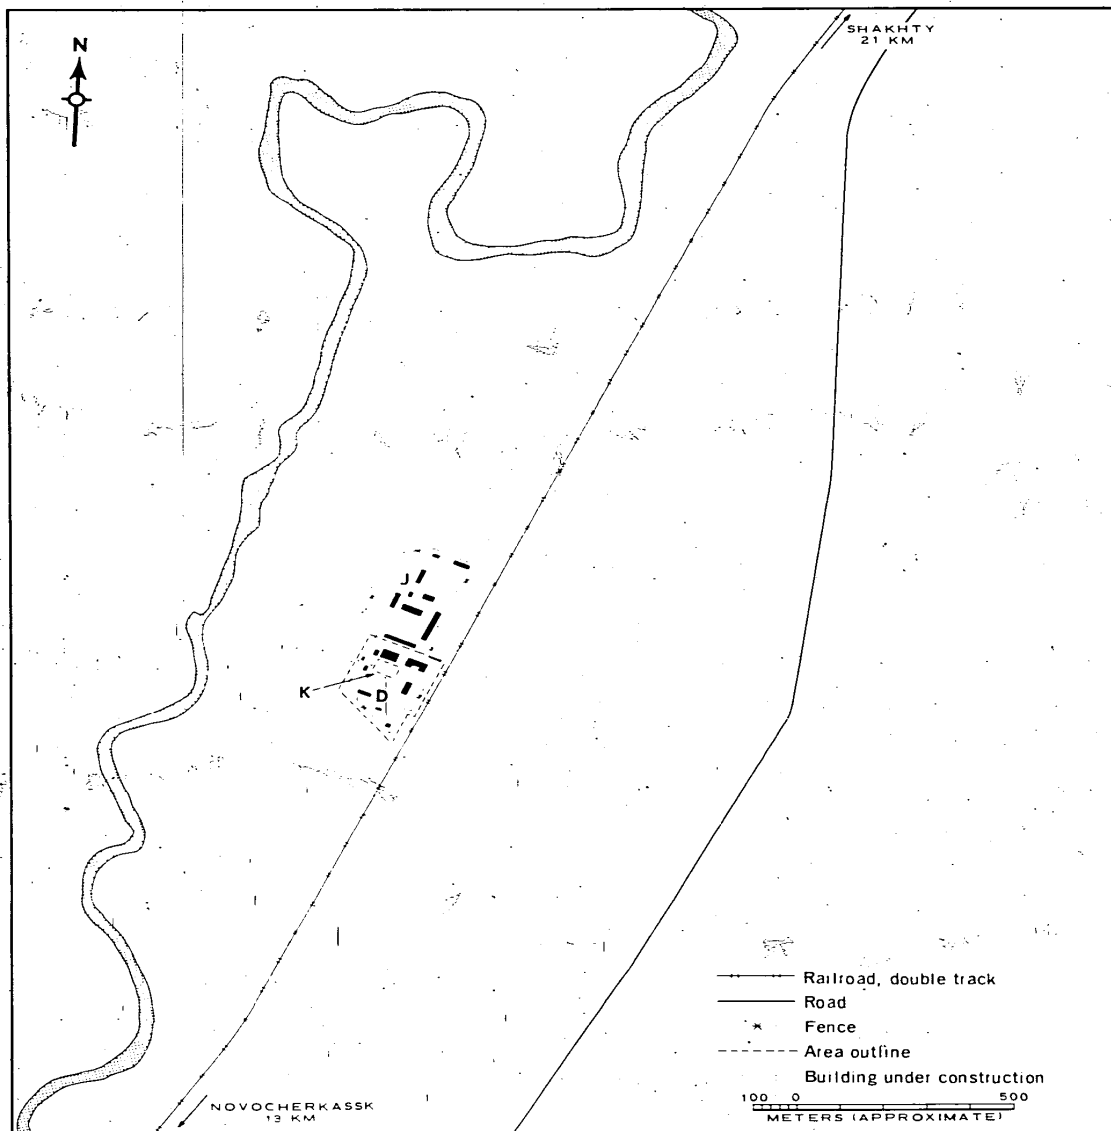 SHAKHTY
21 KM
N
J
K
D
Railroad, double track
Road
Fence
Area outline
Building under construction
100 0 500
METERS (APPROXIMATE)
NOVOCHERKASSK
13 KM